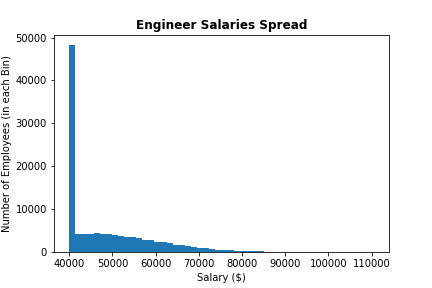 Engineer Salaries Spread
Number of Employees (in each Bin)
50000
40000
30000
20000
10000
0
40000 50000 60000 70000 80000 90000 100000 110000
Salary ($)